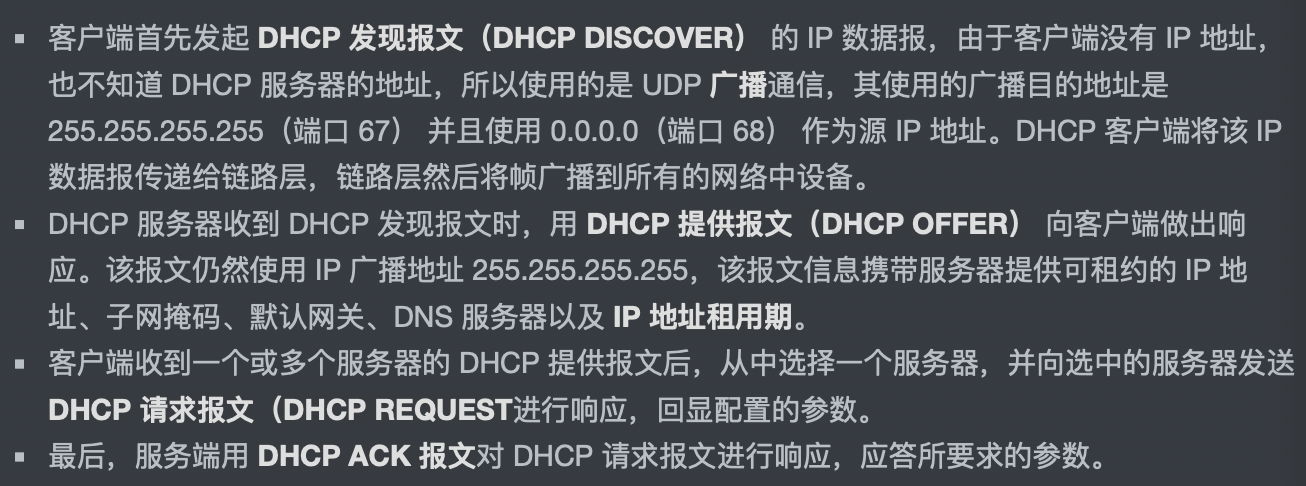 ▪ 客户端首先发起 DHCP 发现报文（DHCP DISCOVER） 的 IP 数据报，由于客户端没有 IP 地址，
也不知道 DHCP 服务器的地址，所以使用的是 UDP 广播通信，其使用的广播目的地址是
255.255.255.255（端口 67） 并且使用 0.0.0.0（端口 68） 作为源 IP 地址。DHCP 客户端将该 IP
数据报传递给链路层，链路层然后将帧广播到所有的网络中设备。
▪ DHCP 服务器收到 DHCP 发现报文时，用 DHCP 提供报文（DHCP OFFER） 向客户端做出响
应。该报文仍然使用 IP 广播地址 255.255.255.255，该报文信息携带服务器提供可租约的 IP 地
址、子网掩码、默认网关、DNS 服务器以及 IP 地址租用期。
▪ 客户端收到一个或多个服务器的 DHCP 提供报文后，从中选择一个服务器，并向选中的服务器发送
DHCP 请求报文（DHCP REQUEST进行响应，回显配置的参数。
▪ 最后，服务端用 DHCP ACK 报文对 DHCP 请求报文进行响应，应答所要求的参数。